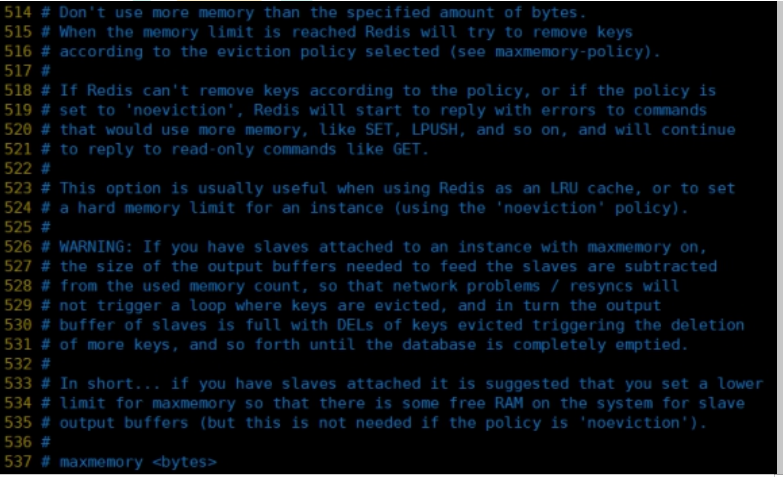 514 # Don't use more memory than the specified amount of bytes.
515 # When the memory limit is reached Redis will try to remove keys
516 # according to the eviction policy selected (see maxmemory-policy).
517 #
518 # If Redis can't remove keys according to the policy, or if the policy is
519 # set to 'noeviction', Redis will start to reply with errors to commands
520 # that would use more memory, like SET, LPUSH, and so on, and will continue
521 # to reply to read-only commands like GET.
522 #
523 # This option is usually useful when using Redis as an LRU cache, or to set
524 # a hard memory limit for an instance (using the 'noeviction' policy).
525 #
526 # WARNING: If you have slaves attached to an instance with maxmemory on,
527 # the size of the output buffers needed to feed the slaves are subtracted
528 # from the used memory count, so that network problems / resyncs will
529 # not trigger a loop where keys are evicted, and in turn the output
530 # buffer of slaves is full with DELs of keys evicted triggering the deletion
531 # of more keys, and so forth until the database is completely emptied.
532 #
533 # In short... if you have slaves attached it is suggested that you set a lower
534 # limit for maxmemory so that there is some free RAM on the system for slave
535 # output buffers (but this is not needed if the policy is 'noeviction').
536 #
537 # maxmemory <bytes>